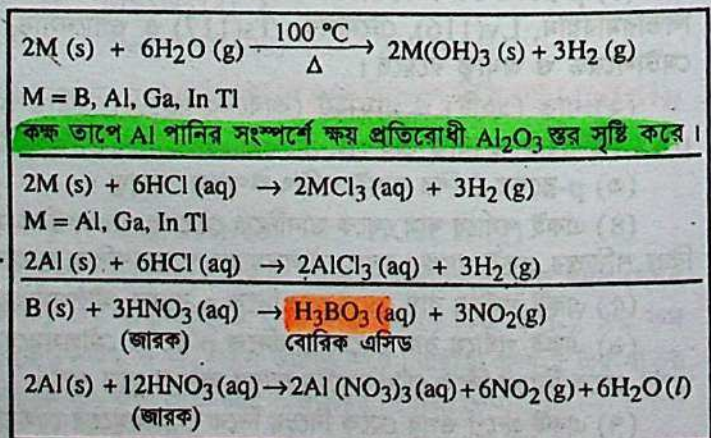 2M (s) + 6H₂O (g) —100 °C/Δ→ 2M(OH)₃ (s) + 3H₂ (g)
M = B, Al, Ga, In Tl
কক্ষ তাপে Al পানির সংস্পর্শে ক্ষয় প্রতিরোধী Al₂O₃ স্তর সৃষ্টি করে।
2M (s) + 6HCl (aq) → 2MCl₃ (aq) + 3H₂ (g)
M = Al, Ga, In Tl
2Al (s) + 6HCl (aq) → 2AlCl₃ (aq) + 3H₂ (g)
B (s) + 3HNO₃ (aq) → H₃BO₃ (aq) + 3NO₂(g)
(জারক) বোরিক এসিড
2Al(s)+12HNO₃(aq)→2Al (NO₃)₃(aq)+6NO₂(g)+6H₂O(l)
(জারক)